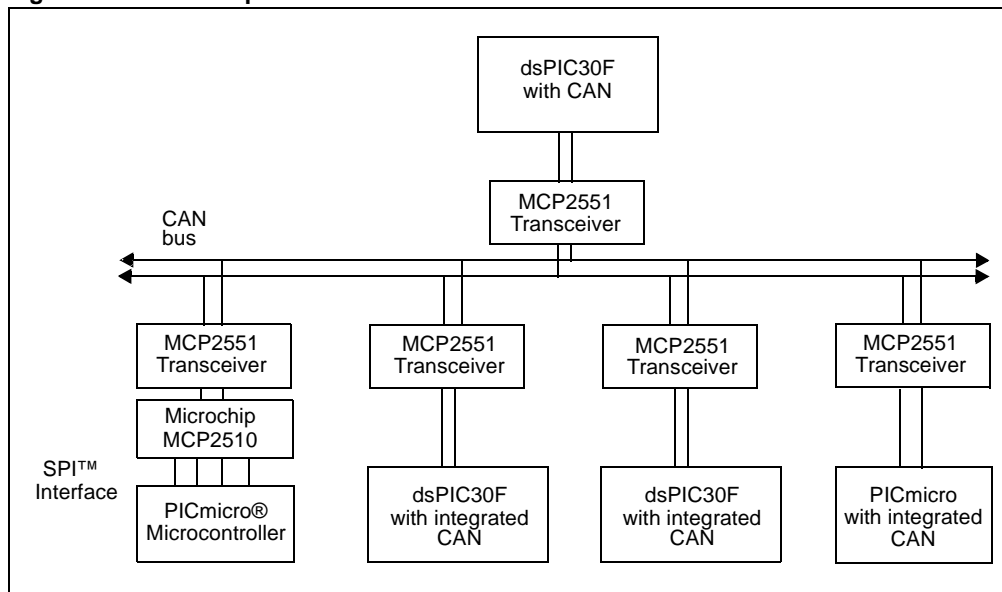 dsPIC30F
with CAN
MCP2551
Transceiver
CAN
bus
MCP2551
Transceiver
MCP2551
Transceiver
MCP2551
Transceiver
MCP2551
Transceiver
Microchip
MCP2510
SPI™
Interface
PICmicro®
Microcontroller
dsPIC30F
with integrated
CAN
dsPIC30F
with integrated
CAN
PICmicro
with integrated
CAN